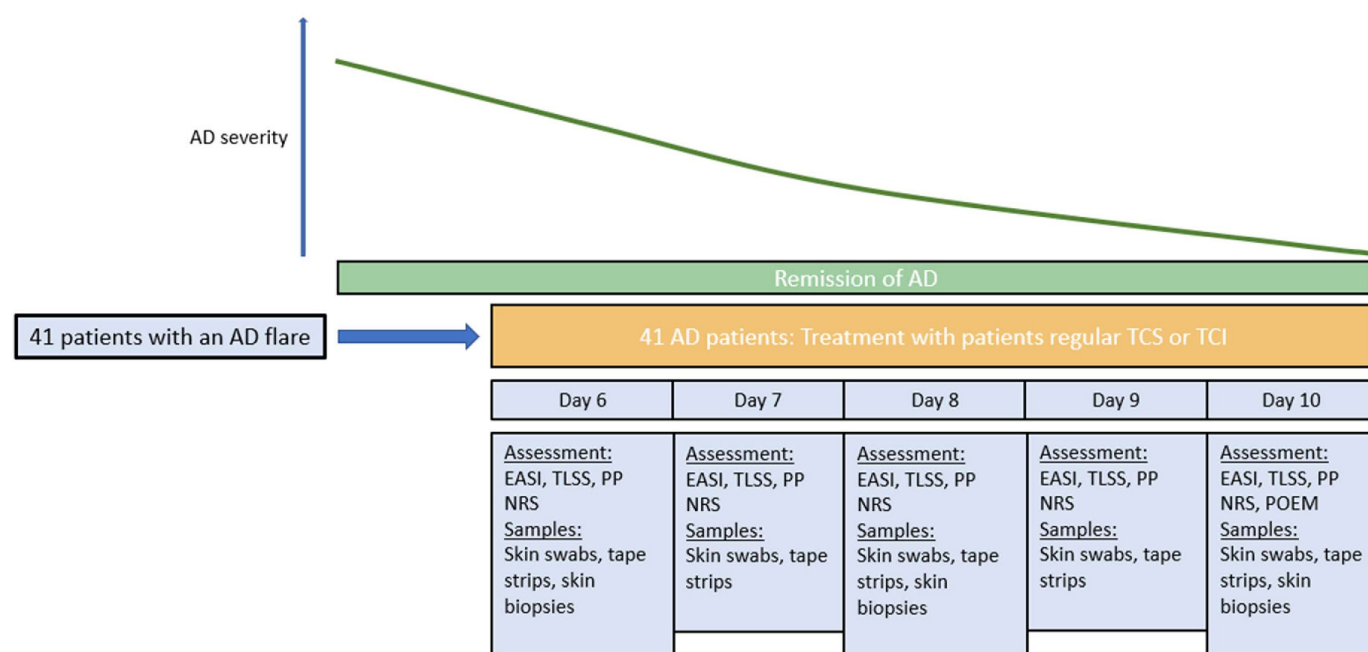 AD severity
Remission of AD
41 patients with an AD flare
41 AD patients: Treatment with patients regular TCS or TCI
Day 6
Day 7
Day 8
Day 9
Day 10
Assessment:
EASI, TLSS, PP
NRS
Samples:
Skin swabs, tape
strips, skin
biopsies
Assessment:
EASI, TLSS, PP
NRS
Samples:
Skin swabs, tape
strips
Assessment:
EASI, TLSS, PP
NRS
Samples:
Skin swabs, tape
strips, skin
biopsies
Assessment:
EASI, TLSS, PP
NRS
Samples:
Skin swabs, tape
strips
Assessment:
EASI, TLSS, PP
NRS, POEM
Samples:
Skin swabs, tape
strips, skin
biopsies